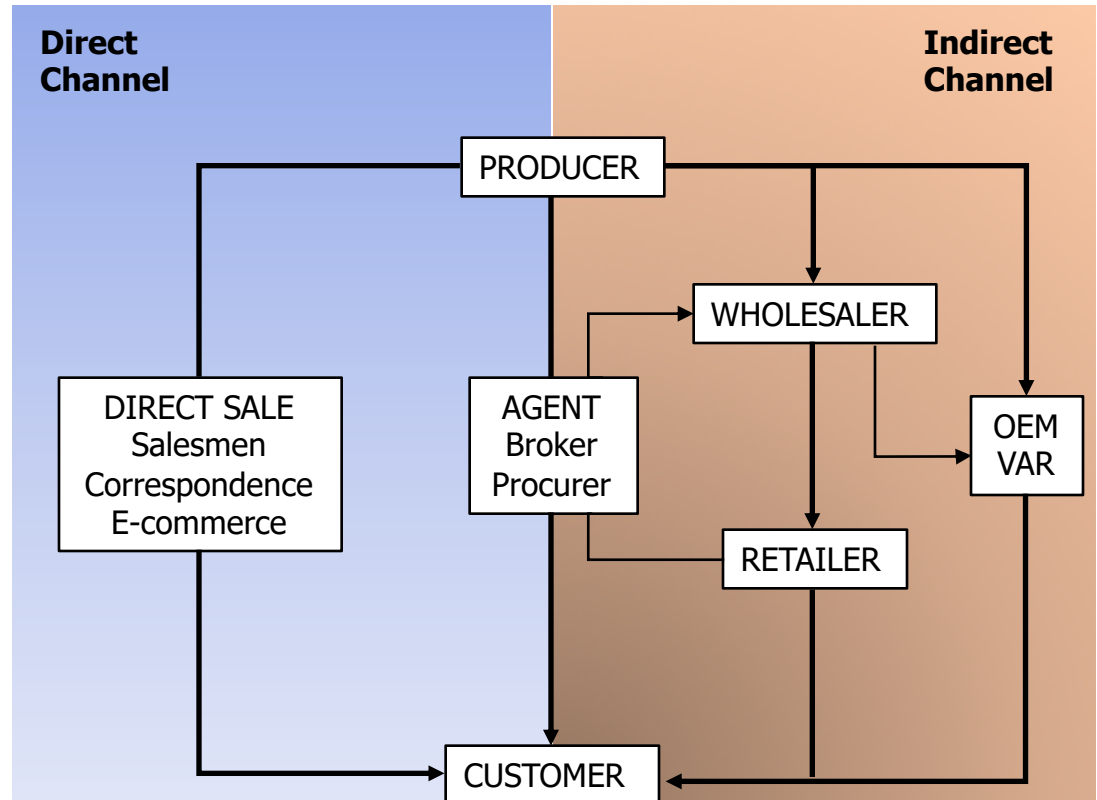 Direct
Channel
Indirect
Channel
PRODUCER
WHOLESALER
DIRECT SALE
Salesmen
Correspondence
E-commerce
AGENT
Broker
Procurer
OEM
VAR
RETAILER
CUSTOMER